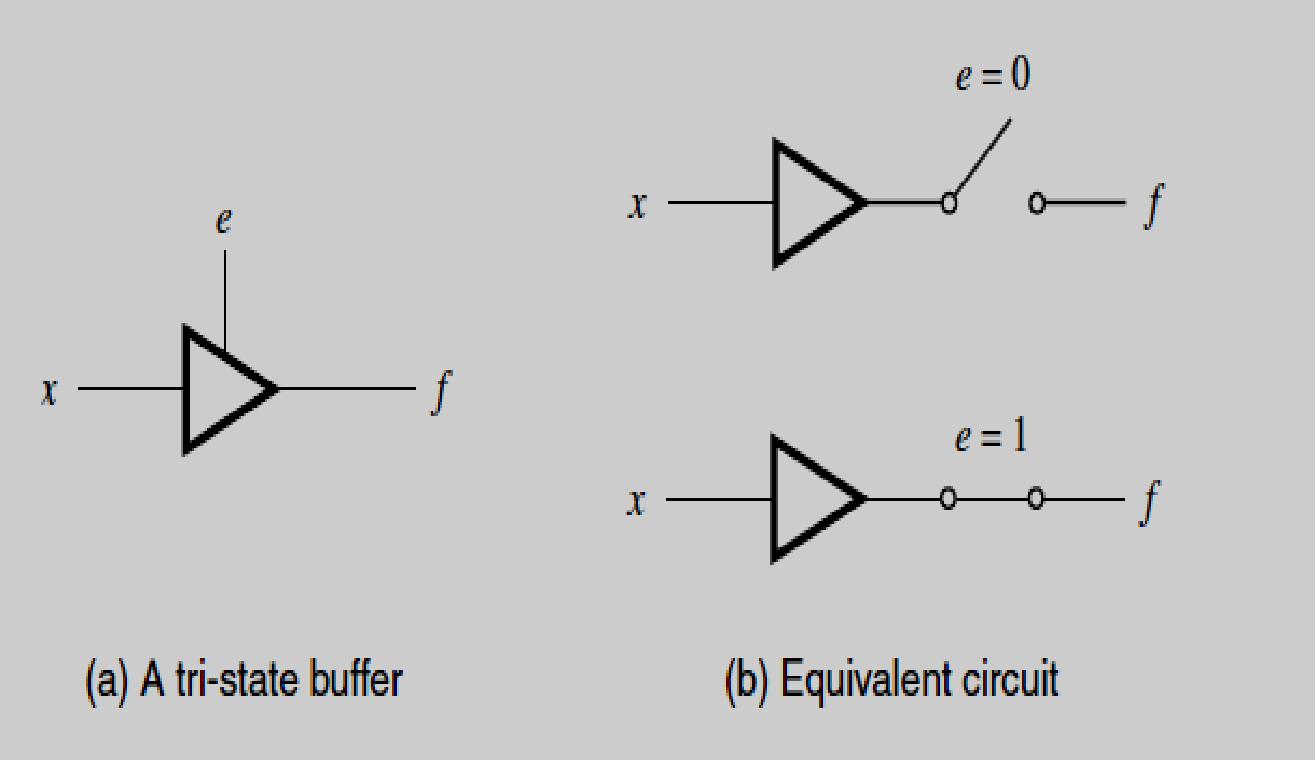 e
x f
(a) A tri-state buffer
e = 0
x f
e = 1
x f
(b) Equivalent circuit